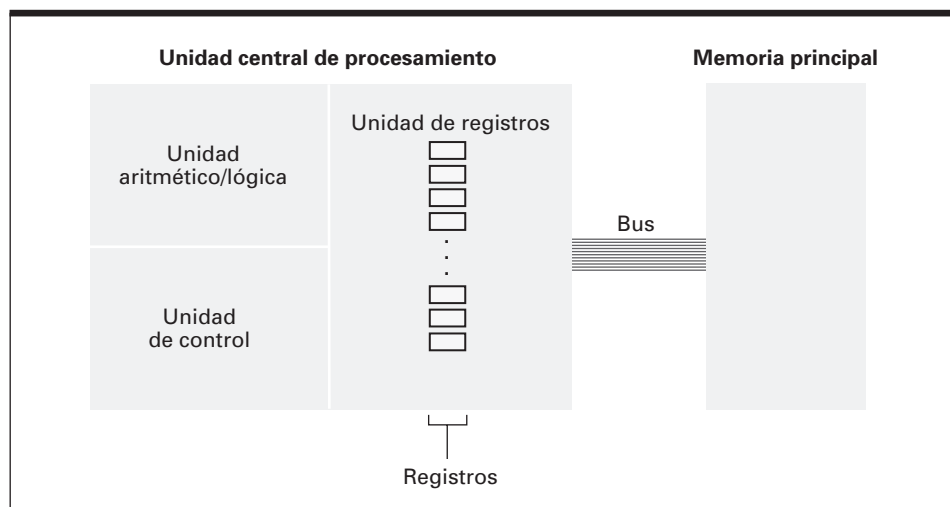 Unidad central de procesamiento
Memoria principal
Unidad
aritmético/lógica
Unidad
de control
Unidad de registros
Bus
Registros